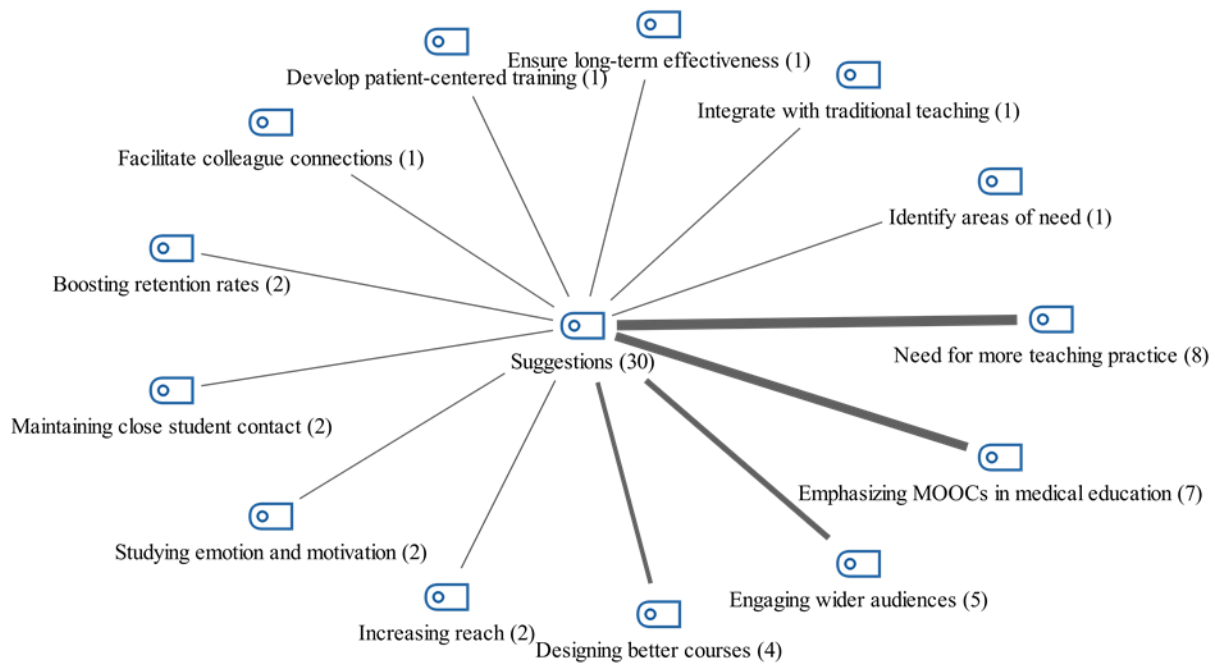 Ensure long-term effectiveness (1)
Develop patient-centered training (1)
Integrate with traditional teaching (1)
Facilitate colleague connections (1)
Identify areas of need (1)
Boosting retention rates (2)
Need for more teaching practice (8)
Suggestions (30)
Maintaining close student contact (2)
Emphasizing MOOCs in medical education (7)
Studying emotion and motivation (2)
Engaging wider audiences (5)
Increasing reach (2)
Designing better courses (4)